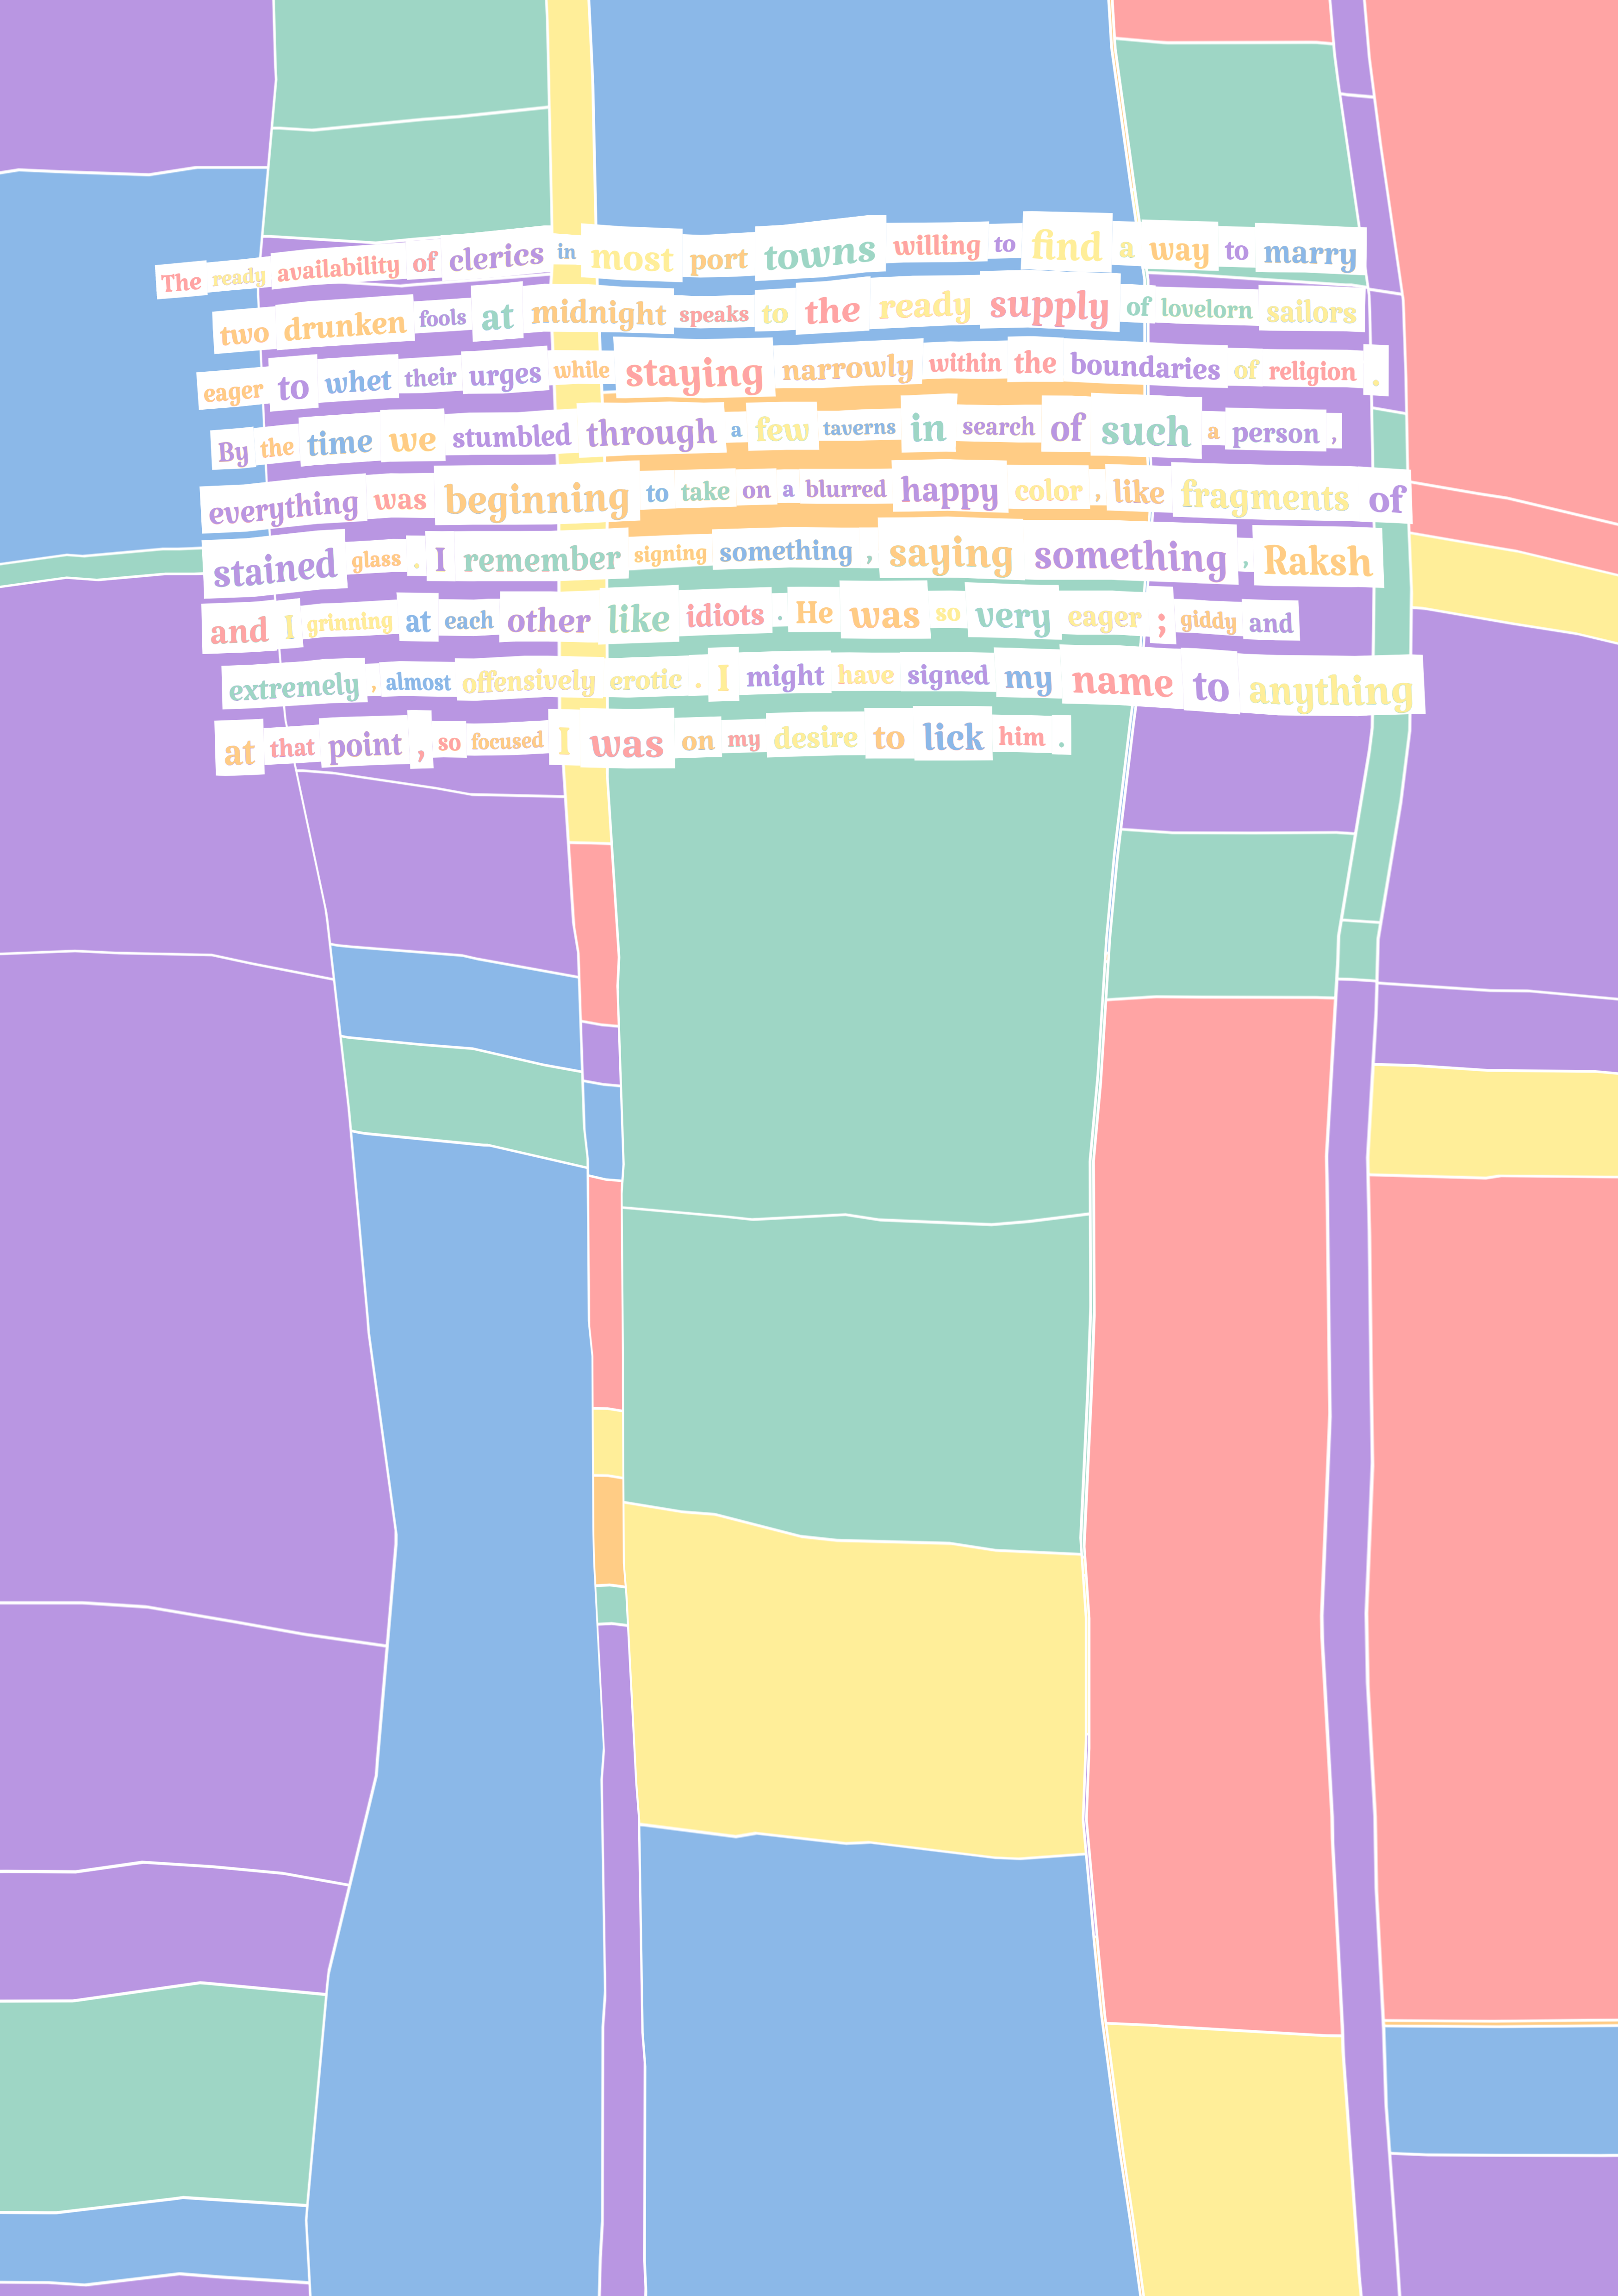 The ready availability of clerics in most port towns willing to find a way to marry
two drunken fools at midnight speaks to the ready supply of lovelorn sailors
eager to whet their urges while staying narrowly within the boundaries of religion .
By the time we stumbled through a few taverns in search of such a person ,
everything was beginning to take on a blurred happy color , like fragments of
stained glass . I remember signing something , saying something , Raksh
and I grinning at each other like idiots . He was so very eager ; giddy and
extremely , almost offensively erotic . I might have signed my name to anything
at that point , so focused I was on my desire to lick him .